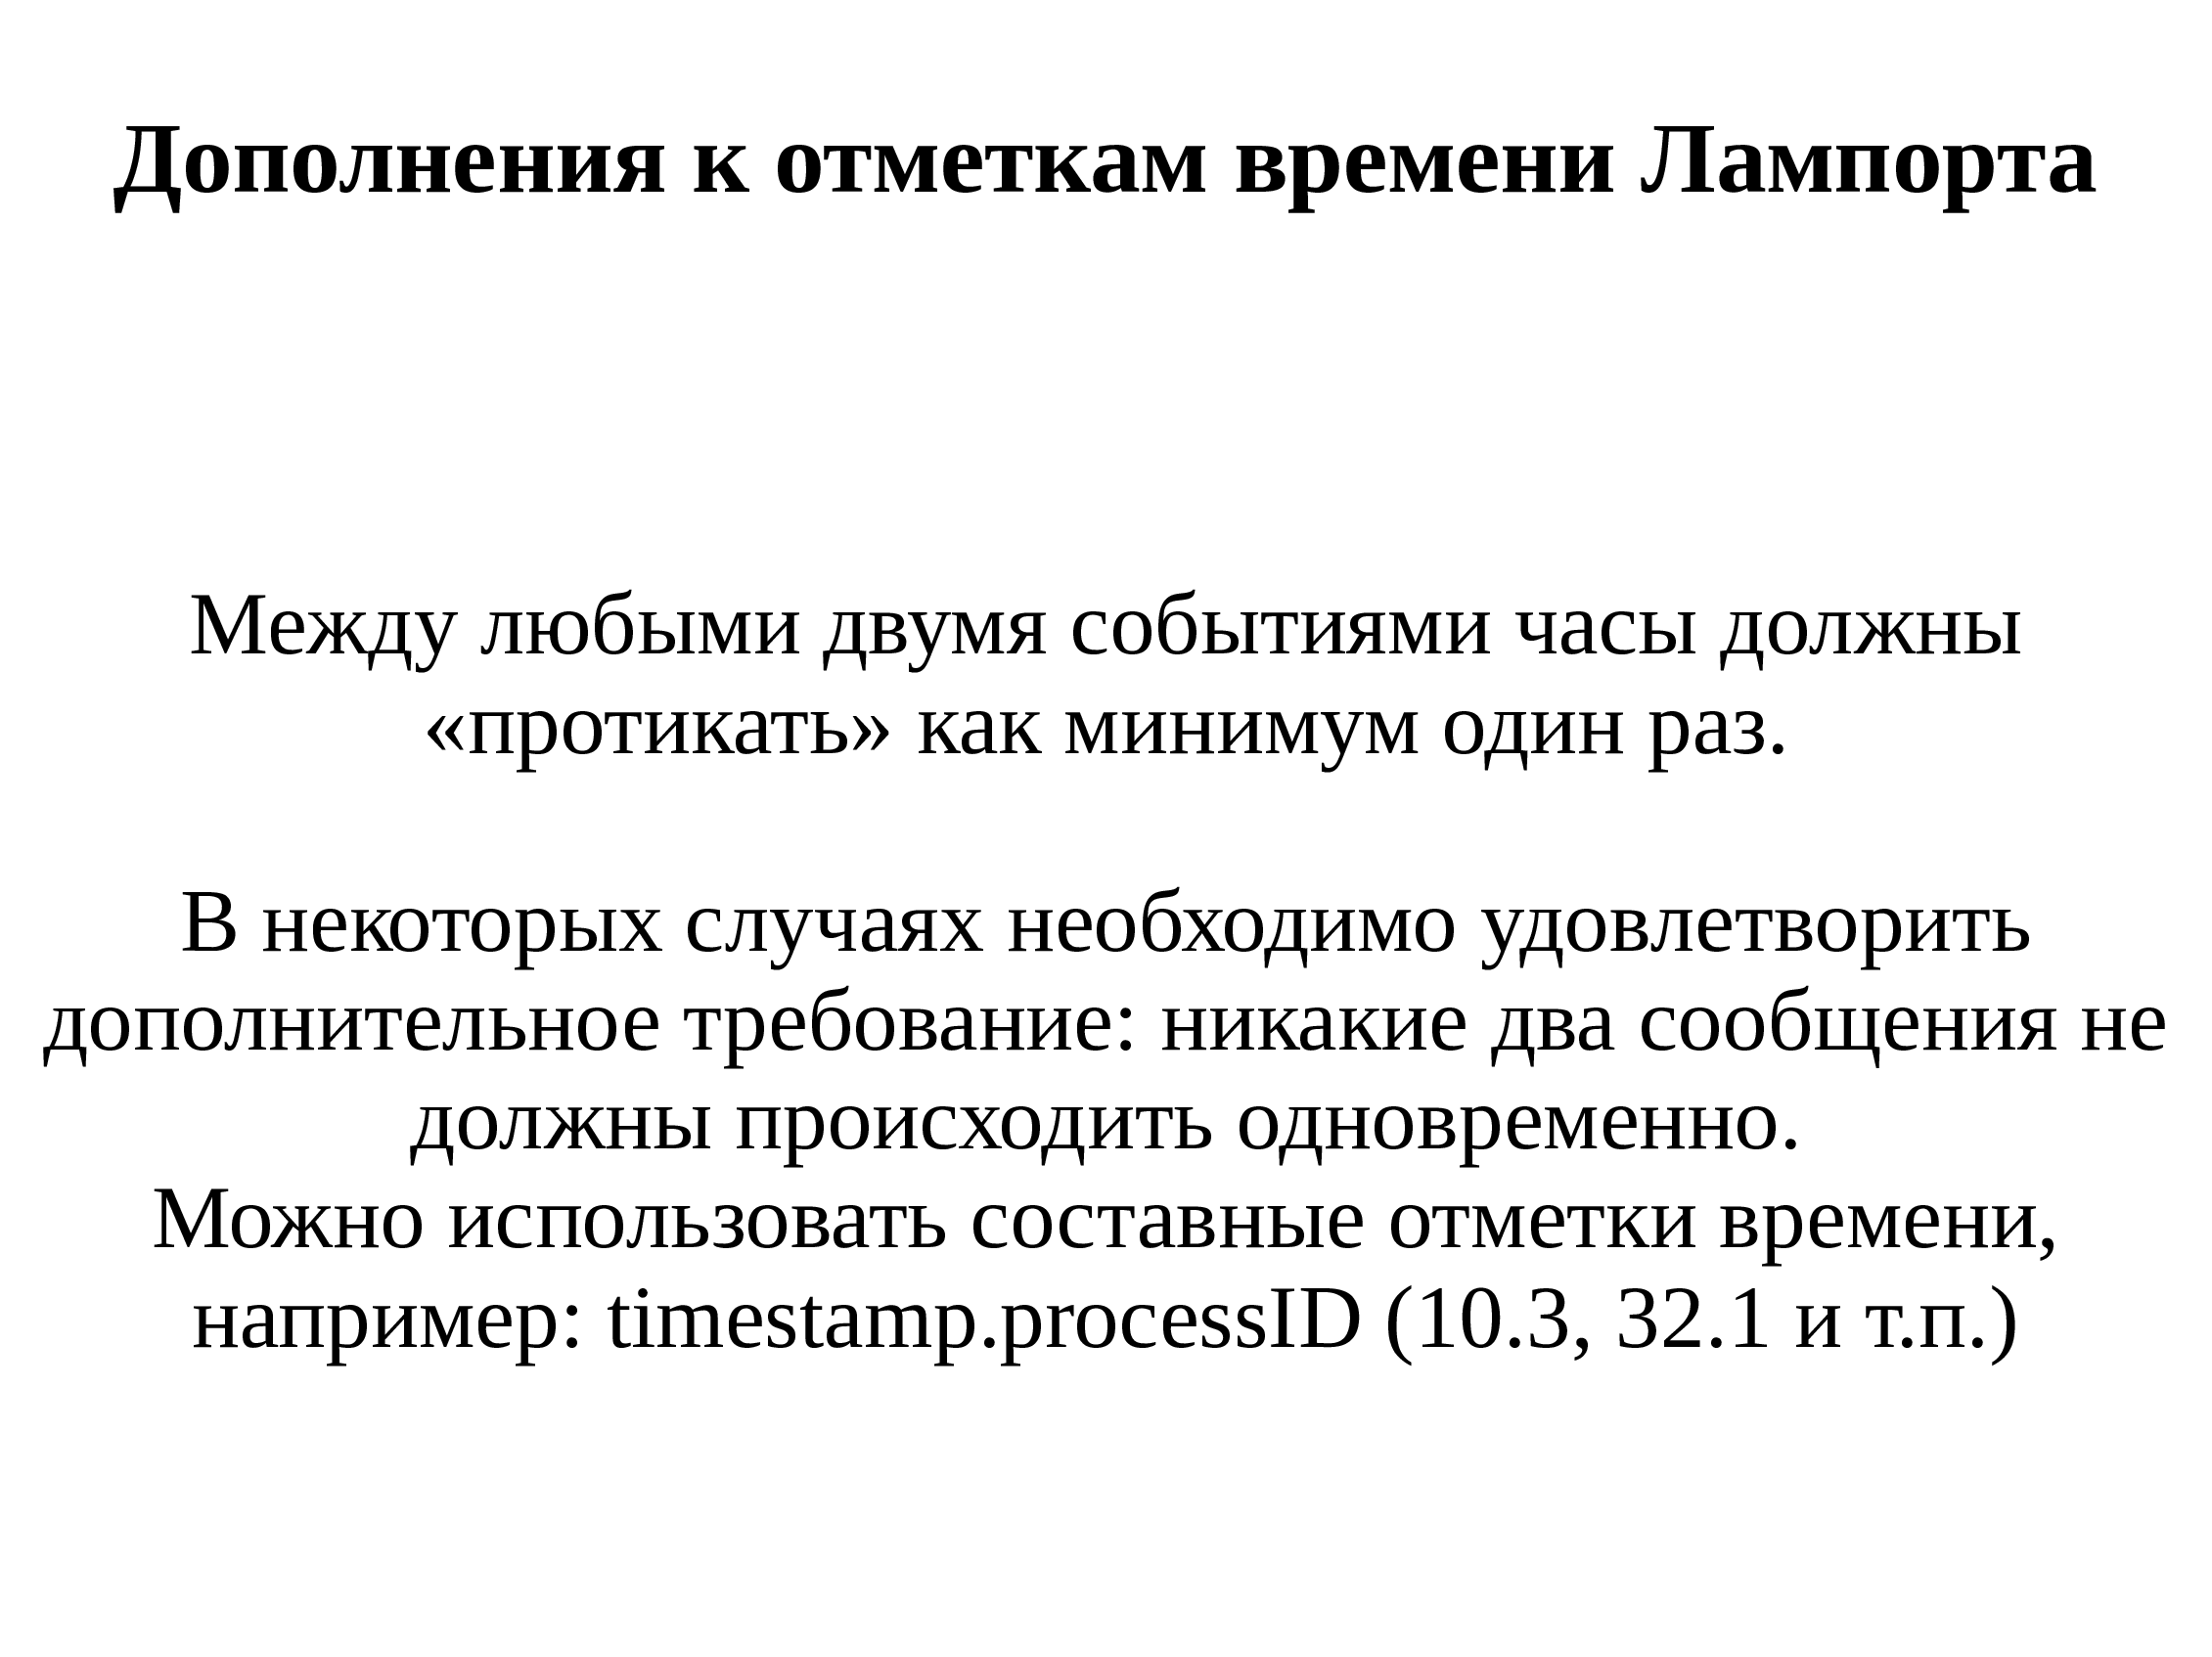 Дополнения к отметкам времени Лампорта
Между любыми двумя событиями часы должны
«протикать» как минимум один раз.
В некоторых случаях необходимо удовлетворить
дополнительное требование: никакие два сообщения не
должны происходить одновременно.
Можно использовать составные отметки времени,
например: timestamp.processID (10.3, 32.1 и т.п.)